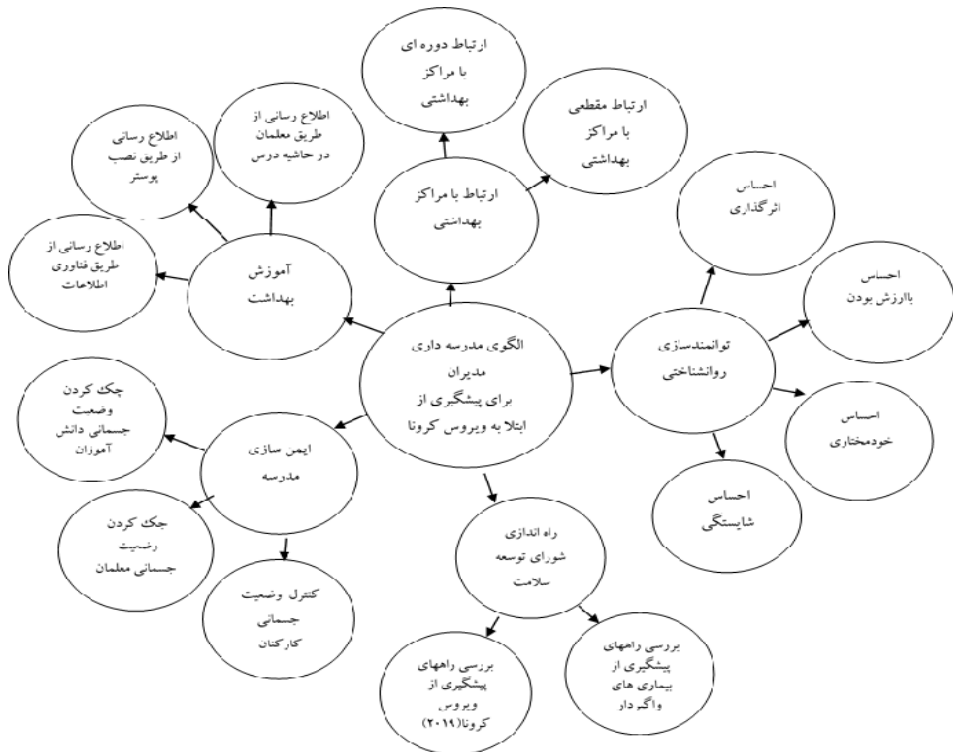 ارتباط دوره ای
با مراکز
بهداشتی
ارتباط مقطعی
با مراکز
بهداشتی
اطلاع رسانی از
طریق معلمان
در حاشیه درس
اطلاع رسانی
از طریق نصب
پوستر
ارتباط با مراکز
بهداشتی
احساس
اثرگذاری
اطلاع رسانی از
طریق فناوری
اطلاعات
آموزش
بهداشت
احساس
باارزش بودن
الگوی مدرسه داری
مدیران
برای پیشگیری از
ابتلا به ویروس کرونا
توانمندسازی
روانشناختی
چک کردن
وضعیت
جسمانی دانش
آموزان
احساس
خودمختاری
ایمن سازی
مدرسه
احساس
شایستگی
چک کردن
وضعیت
جسمانی معلمان
راه اندازی
شورای توسعه
سلامت
کنترل وضعیت
جسمانی
کارکنان
بررسی راههای
پیشگیری از
بیماری های
واگیر دار
بررسی راههای
پیشگیری از
ویروس
کرونا(۲۰۱۹)